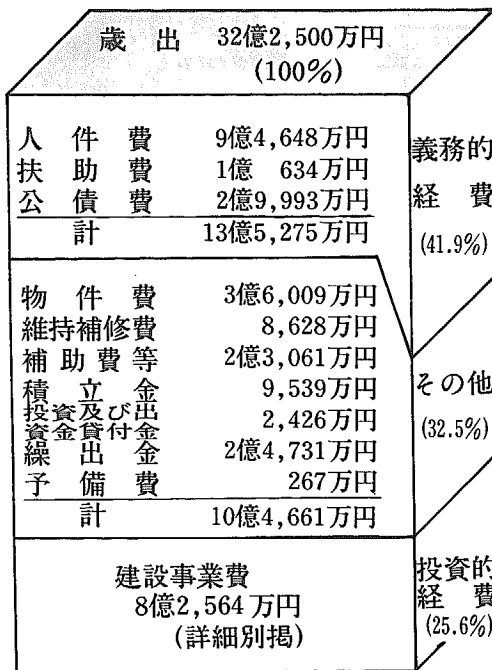 歳出 32億2,500万円
(100%)
人件費 9億4,648万円
扶助費 1億 634万円
公債費 2億9,993万円
計 13億5,275万円
義務的
経費
(41.9%)
物件費 3億6,009万円
維持補修費 8,628万円
補助費等 2億3,061万円
積立金 9,539万円
投資及び出
資金貸付金 2,426万円
繰出金 2億4,731万円
予備費 267万円
計 10億4,661万円
その他
(32.5%)
建設事業費
8億2,564万円
(詳細別掲)
投資的
経費
(25.6%)